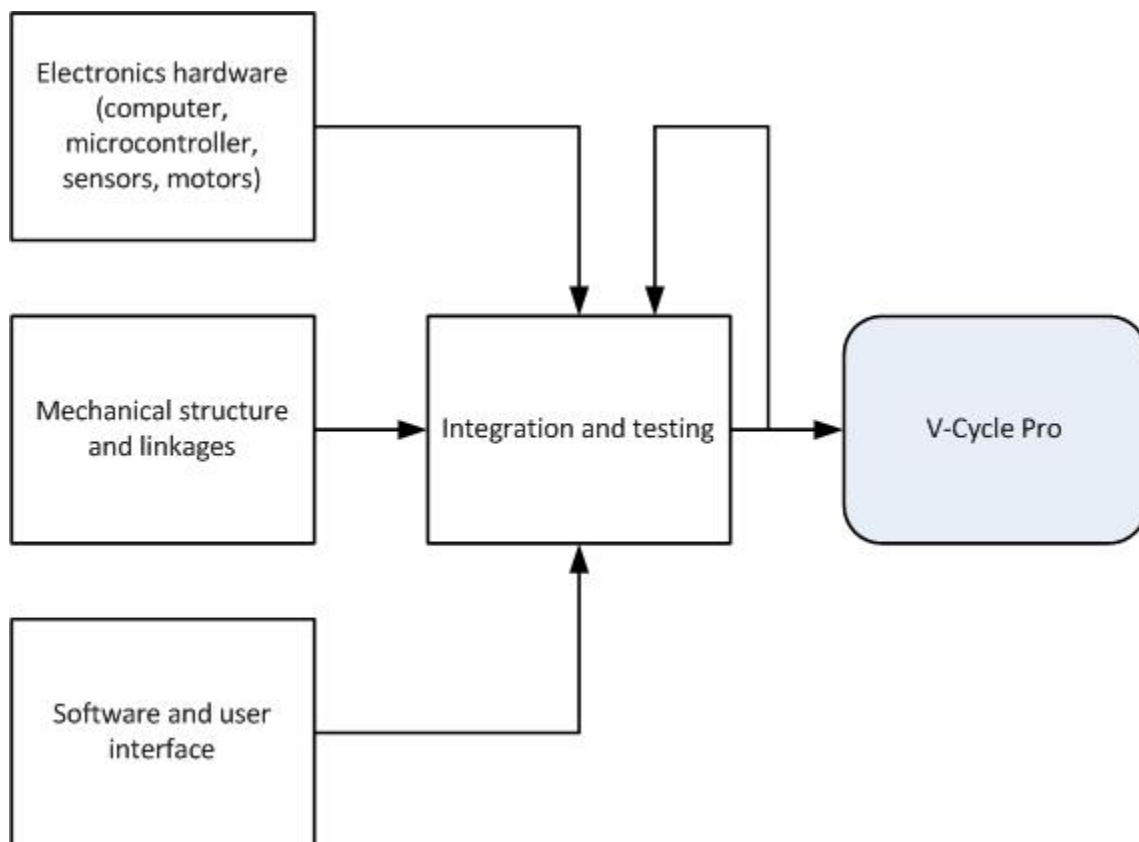 Electronics hardware
(computer,
microcontroller,
sensors, motors)
Mechanical structure
and linkages
Integration and testing
V-Cycle Pro
Software and user
interface